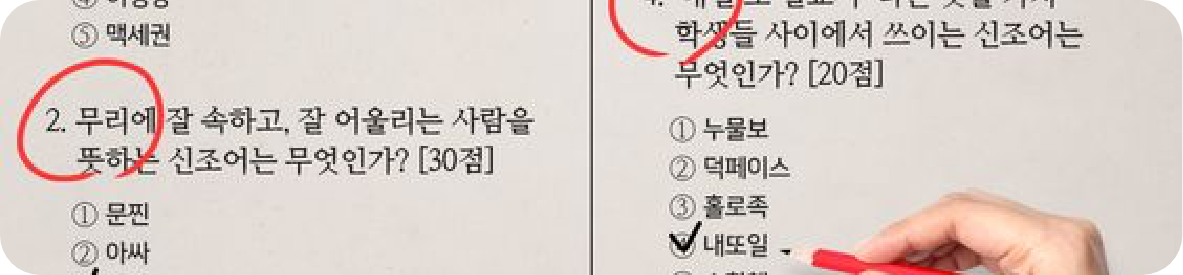 ⑤ 맥세권
2. 무리에 잘 속하고, 잘 어울리는 사람을
뜻하는 신조어는 무엇인가? [30점]
① 문찐
② 아싸
학생들 사이에서 쓰이는 신조어는
무엇인가? [20점]
① 누물보
② 덕페이스
③ 홀로족
④ 내또일